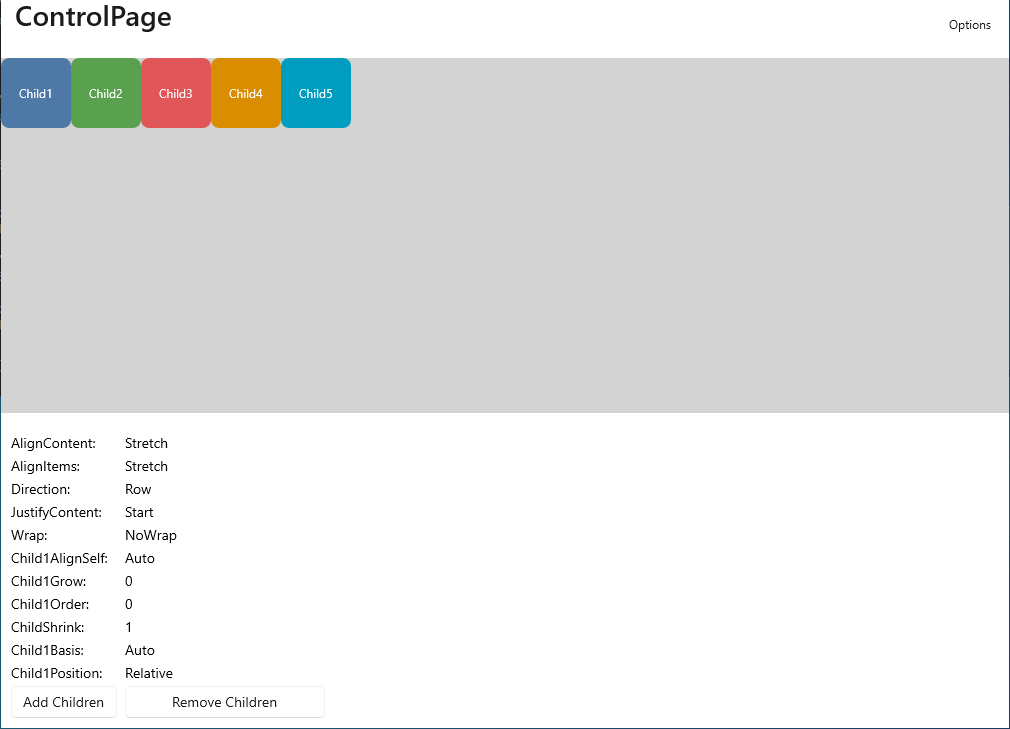 ControlPage
Options
Child1 Child2 Child3 Child4 Child5
AlignContent: Stretch
AlignItems: Stretch
Direction: Row
JustifyContent: Start
Wrap: NoWrap
Child1AlignSelf: Auto
Child1Grow: 0
Child1Order: 0
ChildShrink: 1
Child1Basis: Auto
Child1Position: Relative
Add Children Remove Children